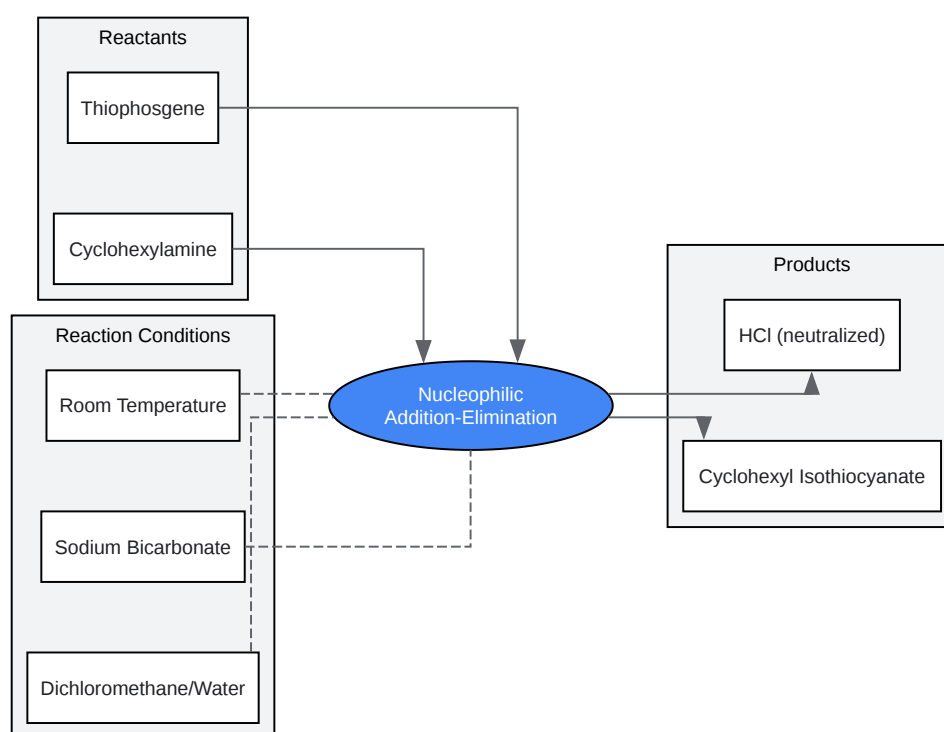 Reactants
Thiophosgene
Cyclohexylamine
Reaction Conditions
Room Temperature
Sodium Bicarbonate
Dichloromethane/Water
Nucleophilic
Addition-Elimination
Products
HCl (neutralized)
Cyclohexyl Isothiocyanate